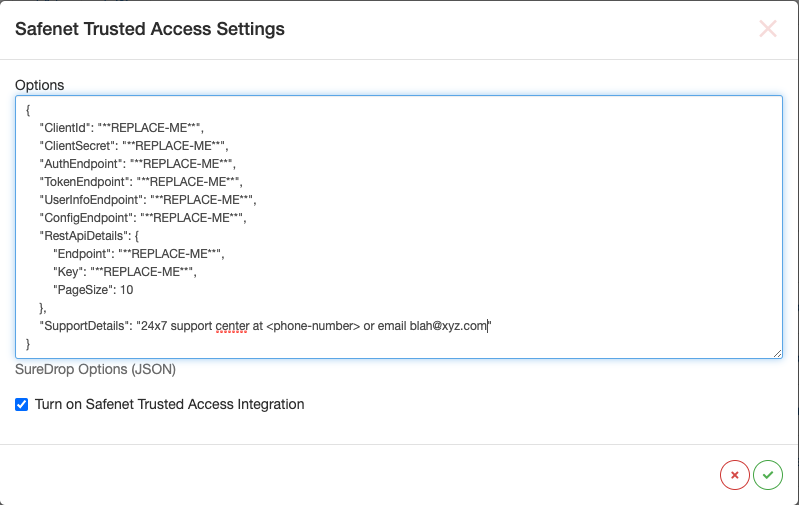 Safenet Trusted Access Settings
Options
{
"ClientId": "**REPLACE-ME**",
"ClientSecret": "**REPLACE-ME**",
"AuthEndpoint": "**REPLACE-ME**",
"TokenEndpoint": "**REPLACE-ME**",
"UserInfoEndpoint": "**REPLACE-ME**",
"ConfigEndpoint": "**REPLACE-ME**",
"RestApiDetails": {
"Endpoint": "**REPLACE-ME**",
"Key": "**REPLACE-ME**",
"PageSize": 10
},
"SupportDetails": "24x7 support center at <phone-number> or email blah@xyz.com"
}
SureDrop Options (JSON)
Turn on Safenet Trusted Access Integration